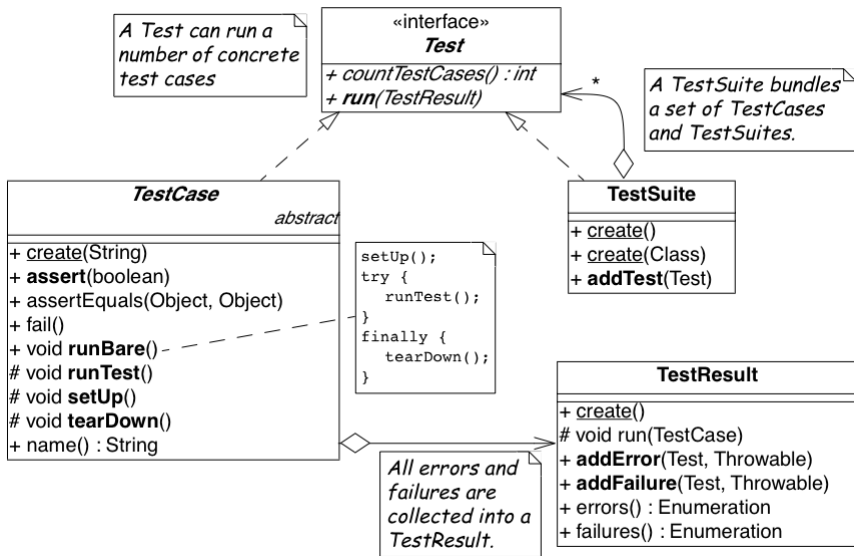 A Test can run a
number of concrete
test cases
«interface»
Test
+ countTestCases() : int
+ run(TestResult)
*
A TestSuite bundles
a set of TestCases
and TestSuites.
TestCase
abstract
+ create(String)
+ assert(boolean)
+ assertEquals(Object, Object)
+ fail()
+ void runBare()
# void runTest()
# void setUp()
# void tearDown()
+ name() : String
setUp();
try {
runTest();
}
finally {
tearDown();
}
TestSuite
+ create()
+ create(Class)
+ addTest(Test)
TestResult
+ create()
# void run(TestCase)
+ addError(Test, Throwable)
+ addFailure(Test, Throwable)
+ errors() : Enumeration
+ failures() : Enumeration
All errors and
failures are
collected into a
TestResult.